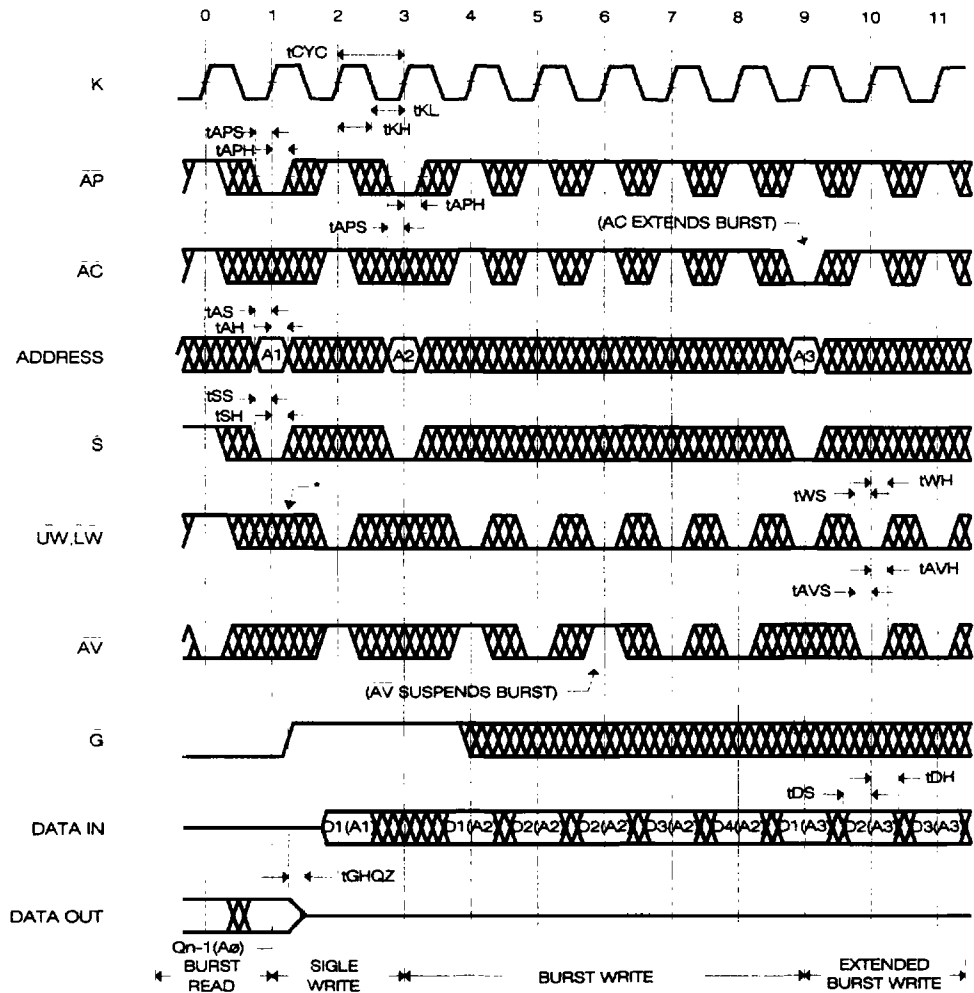 0 1 2 3 4 5 6 7 8 9 10 11
tCYC
K
tKL
tKH
tAPS
tAPH
AP
tAPH
tAPS
(AC EXTENDS BURST)
AC
tAS
tAH
ADDRESS A1 A2 A3
tSS
tSH
S
tWH
tWS
*
UW,LW
tAVH
tAVS
AV
(AV SUSPENDS BURST)
G
tDH
tDS
DATA IN D1(A1) D1(A2) D2(A2) D2(A2) D3(A2) D4(A2) D1(A3) D2(A3) D3(A3)
tGHQZ
DATA OUT
Qn-1(Aø)
BURST READ
SIGLE WRITE
BURST WRITE
EXTENDED BURST WRITE